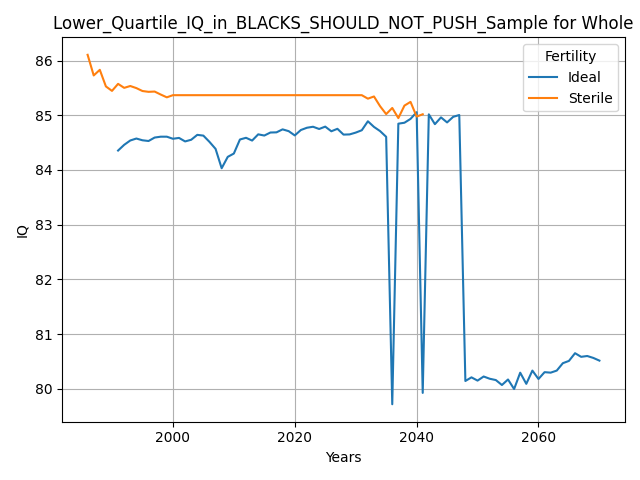 Lower_Quartile_IQ_in_BLACKS_SHOULD_NOT_PUSH_Sample for Whole
Fertility
Ideal
Sterile
86
85
84
83
82
81
80
IQ
2000
2020
2040
2060
Years